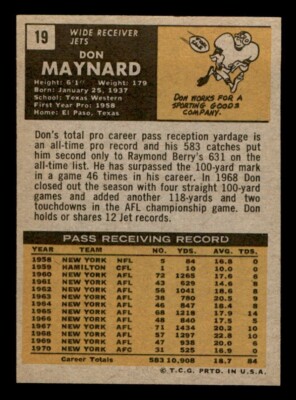 19
WIDE RECEIVER
JETS
DON
MAYNARD
Height: 6'1" Weight: 179
Born: January 25, 1937
School: Texas Western
First Year Pro: 1958
Home: El Paso, Texas
DON WORKS FOR A
SPORTING GOODS
COMPANY.
Don's total pro career pass reception yardage is
an all-time pro record and his 583 catches put
him second only to Raymond Berry's 631 on the
all-time list. He has surpassed the 100-yard mark
in a game 46 times in his career. In 1968 Don
closed out the season with four straight 100-yard
games and added another 118-yards and two
touchdowns in the AFL championship game. Don
holds or shares 12 Jet records.
PASS RECEIVING RECORD
YEAR TEAM NO. YDS. AVG. TDS.
1958 NEW YORK NFL 5 84 16.8 0
1959 HAMILTON CFL 1 10 10.0 0
1960 NEW YORK AFL 72 1265 17.6 6
1961 NEW YORK AFL 43 629 14.6 8
1962 NEW YORK AFL 56 1041 18.6 8
1963 NEW YORK AFL 38 780 20.5 9
1964 NEW YORK AFL 46 847 18.4 8
1965 NEW YORK AFL 68 1218 17.9 14
1966 NEW YORK AFL 48 840 17.5 5
1967 NEW YORK AFL 71 1434 20.2 10
1968 NEW YORK AFL 57 1297 22.8 10
1969 NEW YORK AFL 47 938 20.0 6
1970 NEW YORK AFC 31 525 16.9 0
Career Totals 583 10,908 18.7 84
© T.C.G. PRTD. IN U.S.A.